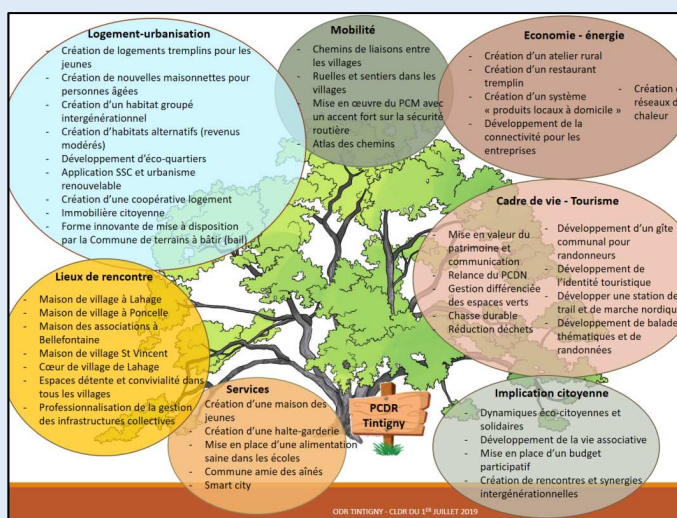 Logement-urbanisation
- Création de logements tremplins pour les
jeunes
- Création de nouvelles maisonnettes pour
personnes âgées
- Création d'un habitat groupé
intergénérationnel
- Création d'habitats alternatifs (revenus
modérés)
- Développement d'éco-quartiers
- Application SSC et urbanisme
renouvelable
- Création d'une coopérative logement
- Immobilière citoyenne
- Forme innovante de mise à disposition
par la Commune de terrains à bâtir (bail)
Mobilité
- Chemins de liaisons entre
les villages
- Ruelles et sentiers dans les
villages
- Mise en œuvre du PCM avec
un accent fort sur la sécurité
routière
- Atlas des chemins
Economie - énergie
- Création d'un atelier rural
- Création d'un restaurant
tremplin
- Création d'un système
« produits locaux à domicile »
- Développement de la
connectivité pour les
entreprises
- Création
réseaux
chaleur
Cadre de vie - Tourisme
- Mise en valeur du
patrimoine et
communication
- Relance du PCDN
- Gestion différenciée
des espaces verts
- Chasse durable
- Réduction déchets
- Développement d'un gîte
communal pour
randonneurs
- Développement de
l'identité touristique
- Développer une station de
trail et de marche nordique
- Développement de balades
thématiques et de
randonnées
Lieux de rencontre
- Maison de village à Lahage
- Maison de village à Poncelle
- Maison des associations à
Bellefontaine
- Maison de village St Vincent
- Cœur de village de Lahage
- Espaces détente et convivialité dans
tous les villages
- Professionnalisation de la gestion
des infrastructures collectives
Services
- Création d'une maison des
jeunes
- Création d'une halte-garderie
- Mise en place d'une alimentation
saine dans les écoles
- Commune amie des aînés
- Smart city
PCDR
Tintigny
Implication citoyenne
- Dynamiques éco-citoyennes et
solidaires
- Développement de la vie associative
- Mise en place d'un budget
participatif
- Création de rencontres et synergies
intergénérationnelles
ODR TINTIGNY - CLDR DU 1ER JUILLET 2019